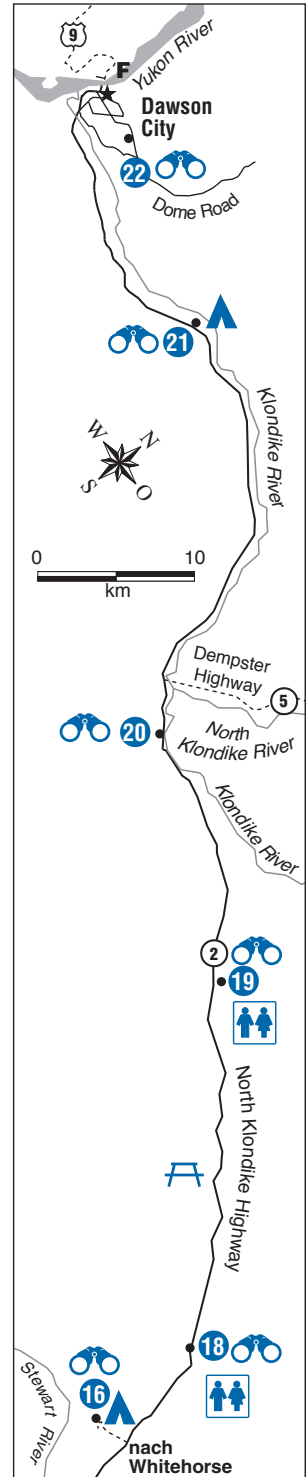 9
F
Yukon River
Dawson
City
22
Dome Road
21
Klondike River
W
N
S
O
0
10
km
Dempster
Highway
5
20
North
Klondike River
Klondike River
2
19
North Klondike Highway
18
16
Stewart
River
nach
Whitehorse